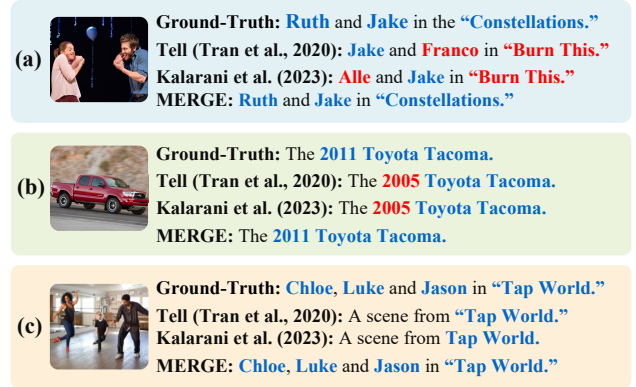 (a)
Ground-Truth: Ruth and Jake in the “Constellations.”
Tell (Tran et al., 2020): Jake and Franco in “Burn This.”
Kalarani et al. (2023): Alle and Jake in “Burn This.”
MERGE: Ruth and Jake in “Constellations.”
(b)
Ground-Truth: The 2011 Toyota Tacoma.
Tell (Tran et al., 2020): The 2005 Toyota Tacoma.
Kalarani et al. (2023): The 2005 Toyota Tacoma.
MERGE: The 2011 Toyota Tacoma.
(c)
Ground-Truth: Chloe, Luke and Jason in “Tap World.”
Tell (Tran et al., 2020): A scene from “Tap World.”
Kalarani et al. (2023): A scene from Tap World.
MERGE: Chloe, Luke and Jason in “Tap World.”